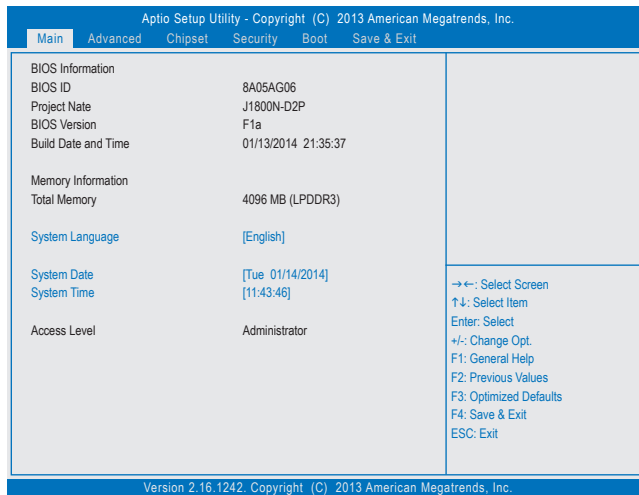 Aptio Setup Utility - Copyright (C) 2013 American Megatrends, Inc.
Main Advanced Chipset Security Boot Save & Exit
BIOS Information
BIOS ID 8A05AG06
Project Nate J1800N-D2P
BIOS Version F1a
Build Date and Time 01/13/2014 21:35:37
Memory Information
Total Memory 4096 MB (LPDDR3)
System Language [English]
System Date [Tue 01/14/2014]
System Time [11:43:46]
Access Level Administrator
→←: Select Screen
↑↓: Select Item
Enter: Select
+/-: Change Opt.
F1: General Help
F2: Previous Values
F3: Optimized Defaults
F4: Save & Exit
ESC: Exit
Version 2.16.1242. Copyright (C) 2013 American Megatrends, Inc.